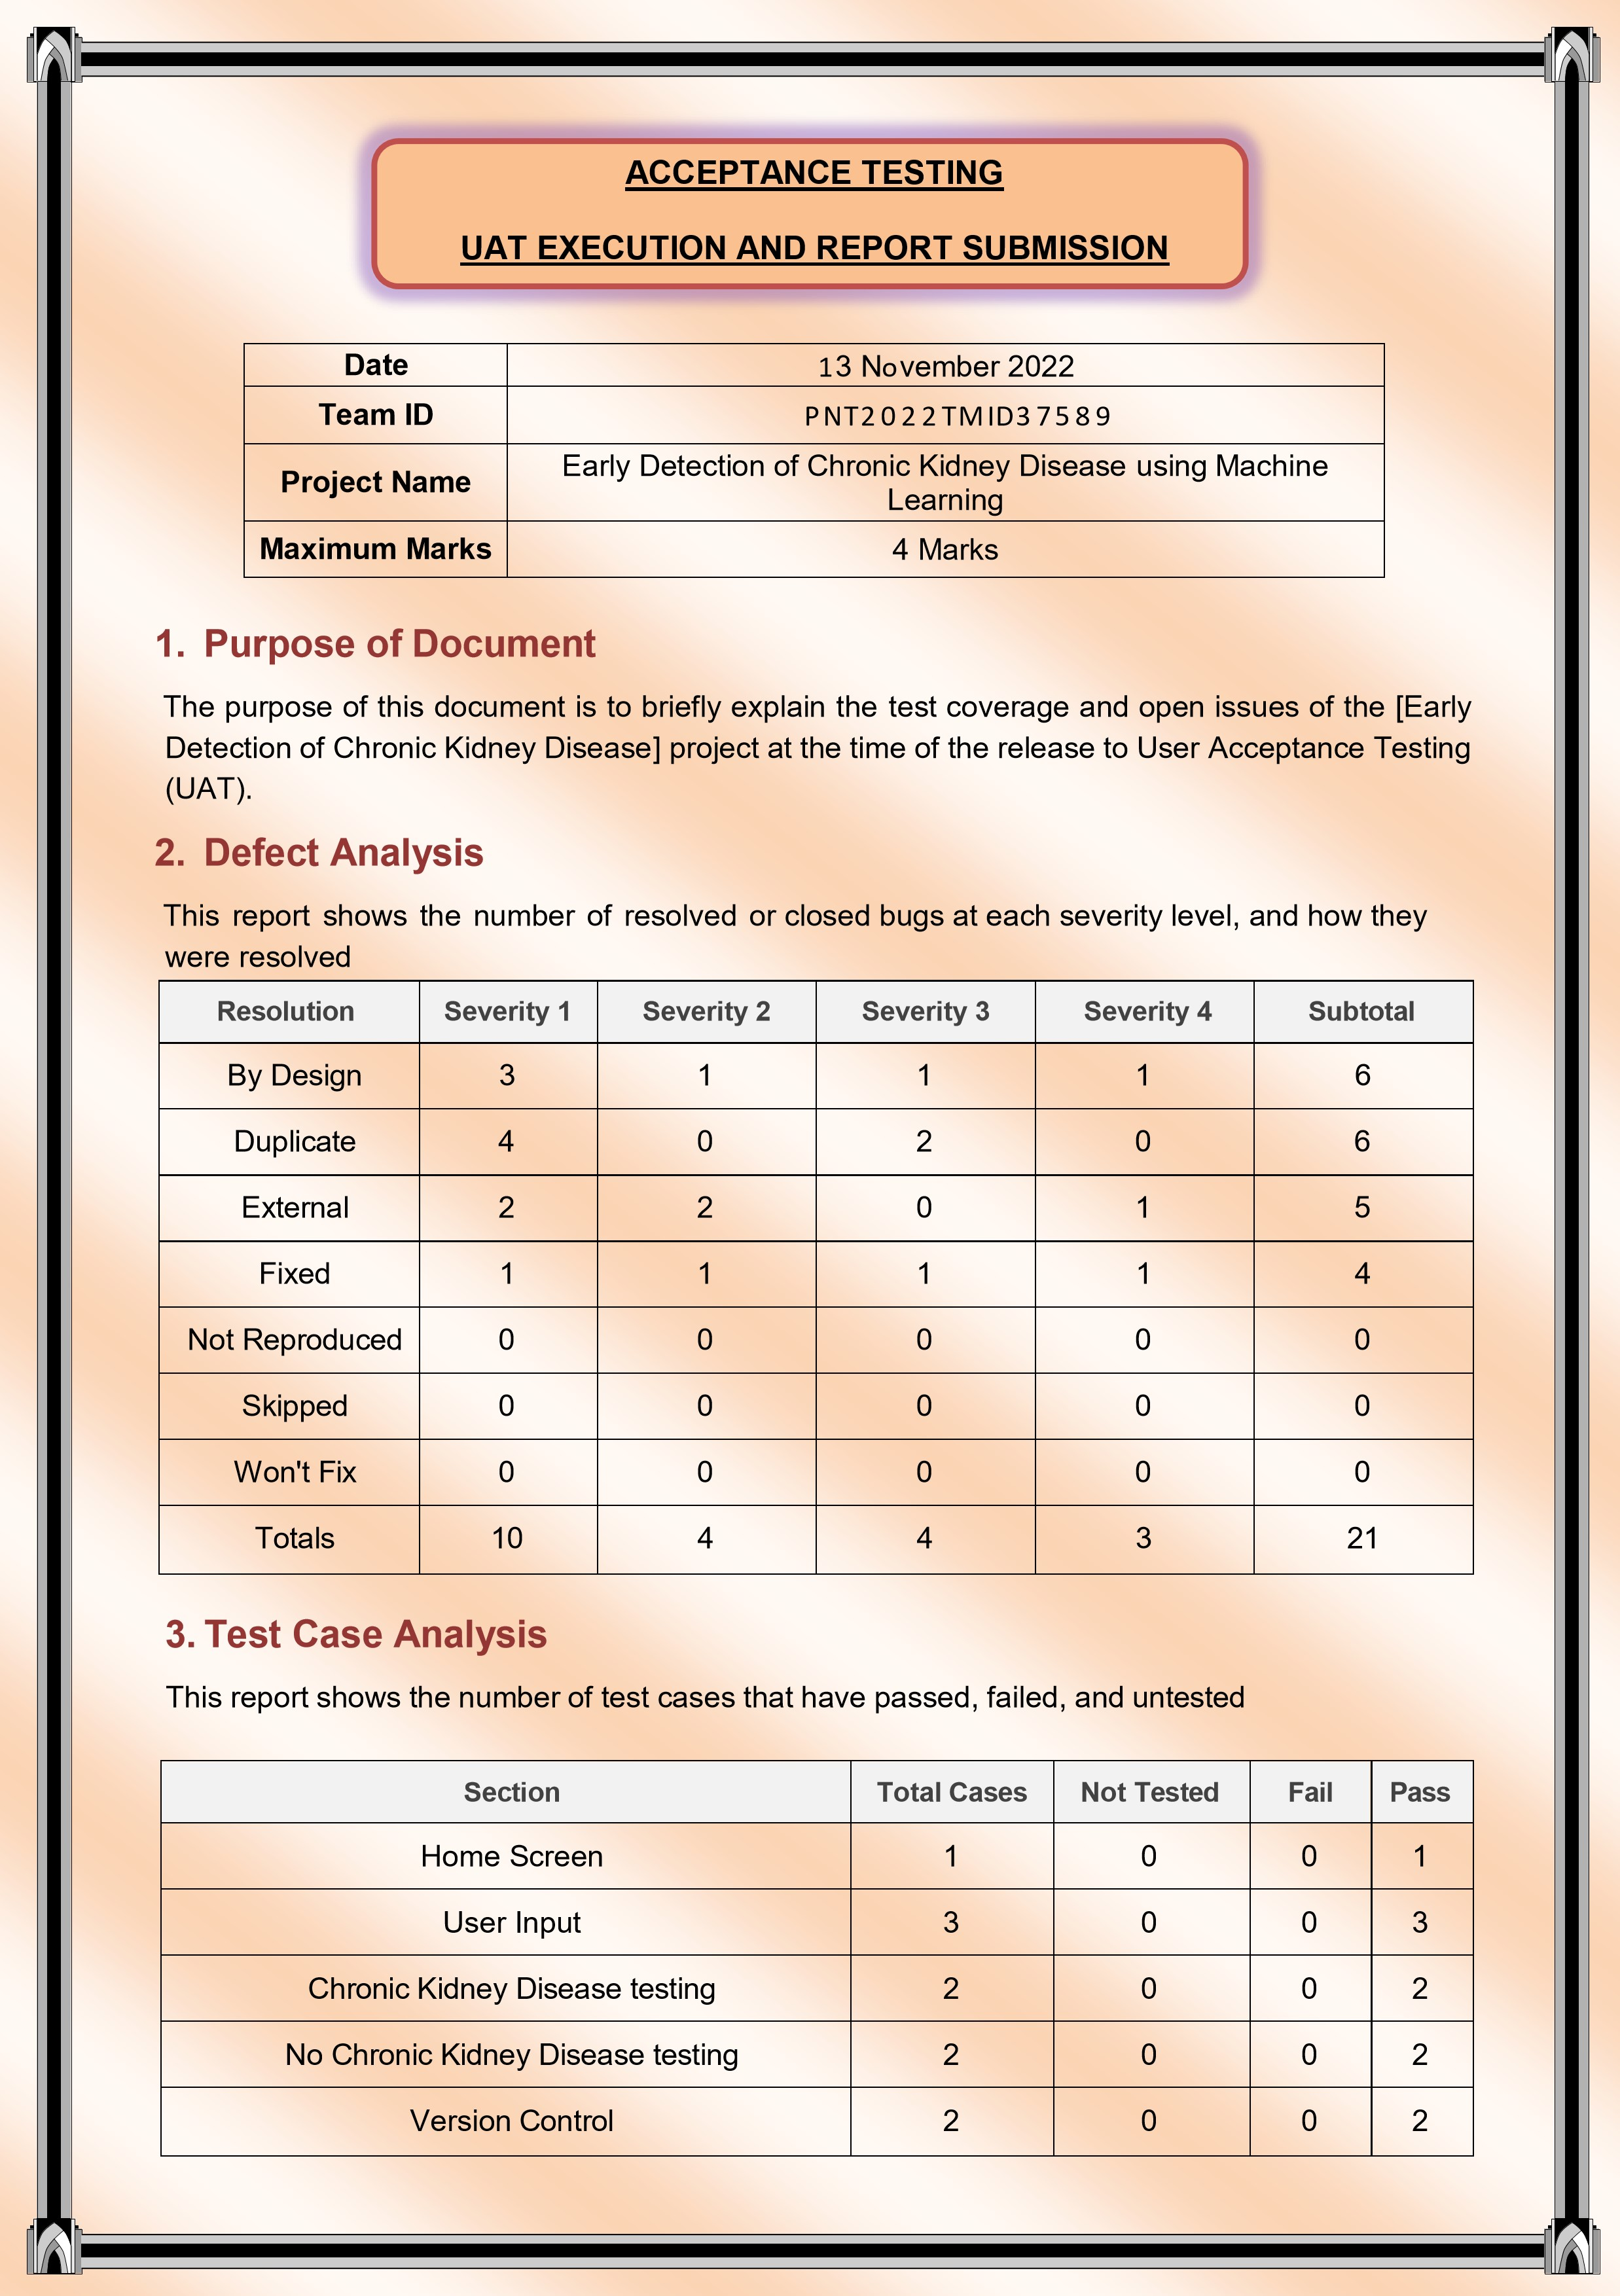 ACCEPTANCE TESTING
UAT EXECUTION AND REPORT SUBMISSION
Date 13 November 2022
Team ID PNT2022TMID37589
Project Name Early Detection of Chronic Kidney Disease using Machine
Learning
Maximum Marks 4 Marks
1. Purpose of Document
The purpose of this document is to briefly explain the test coverage and open issues of the [Early
Detection of Chronic Kidney Disease] project at the time of the release to User Acceptance Testing
(UAT).
2. Defect Analysis
This report shows the number of resolved or closed bugs at each severity level, and how they
were resolved
Resolution Severity 1 Severity 2 Severity 3 Severity 4 Subtotal
By Design 3 1 1 1 6
Duplicate 4 0 2 0 6
External 2 2 0 1 5
Fixed 1 1 1 1 4
Not Reproduced 0 0 0 0 0
Skipped 0 0 0 0 0
Won't Fix 0 0 0 0 0
Totals 10 4 4 3 21
3. Test Case Analysis
This report shows the number of test cases that have passed, failed, and untested
Section Total Cases Not Tested Fail Pass
Home Screen 1 0 0 1
User Input 3 0 0 3
Chronic Kidney Disease testing 2 0 0 2
No Chronic Kidney Disease testing 2 0 0 2
Version Control 2 0 0 2